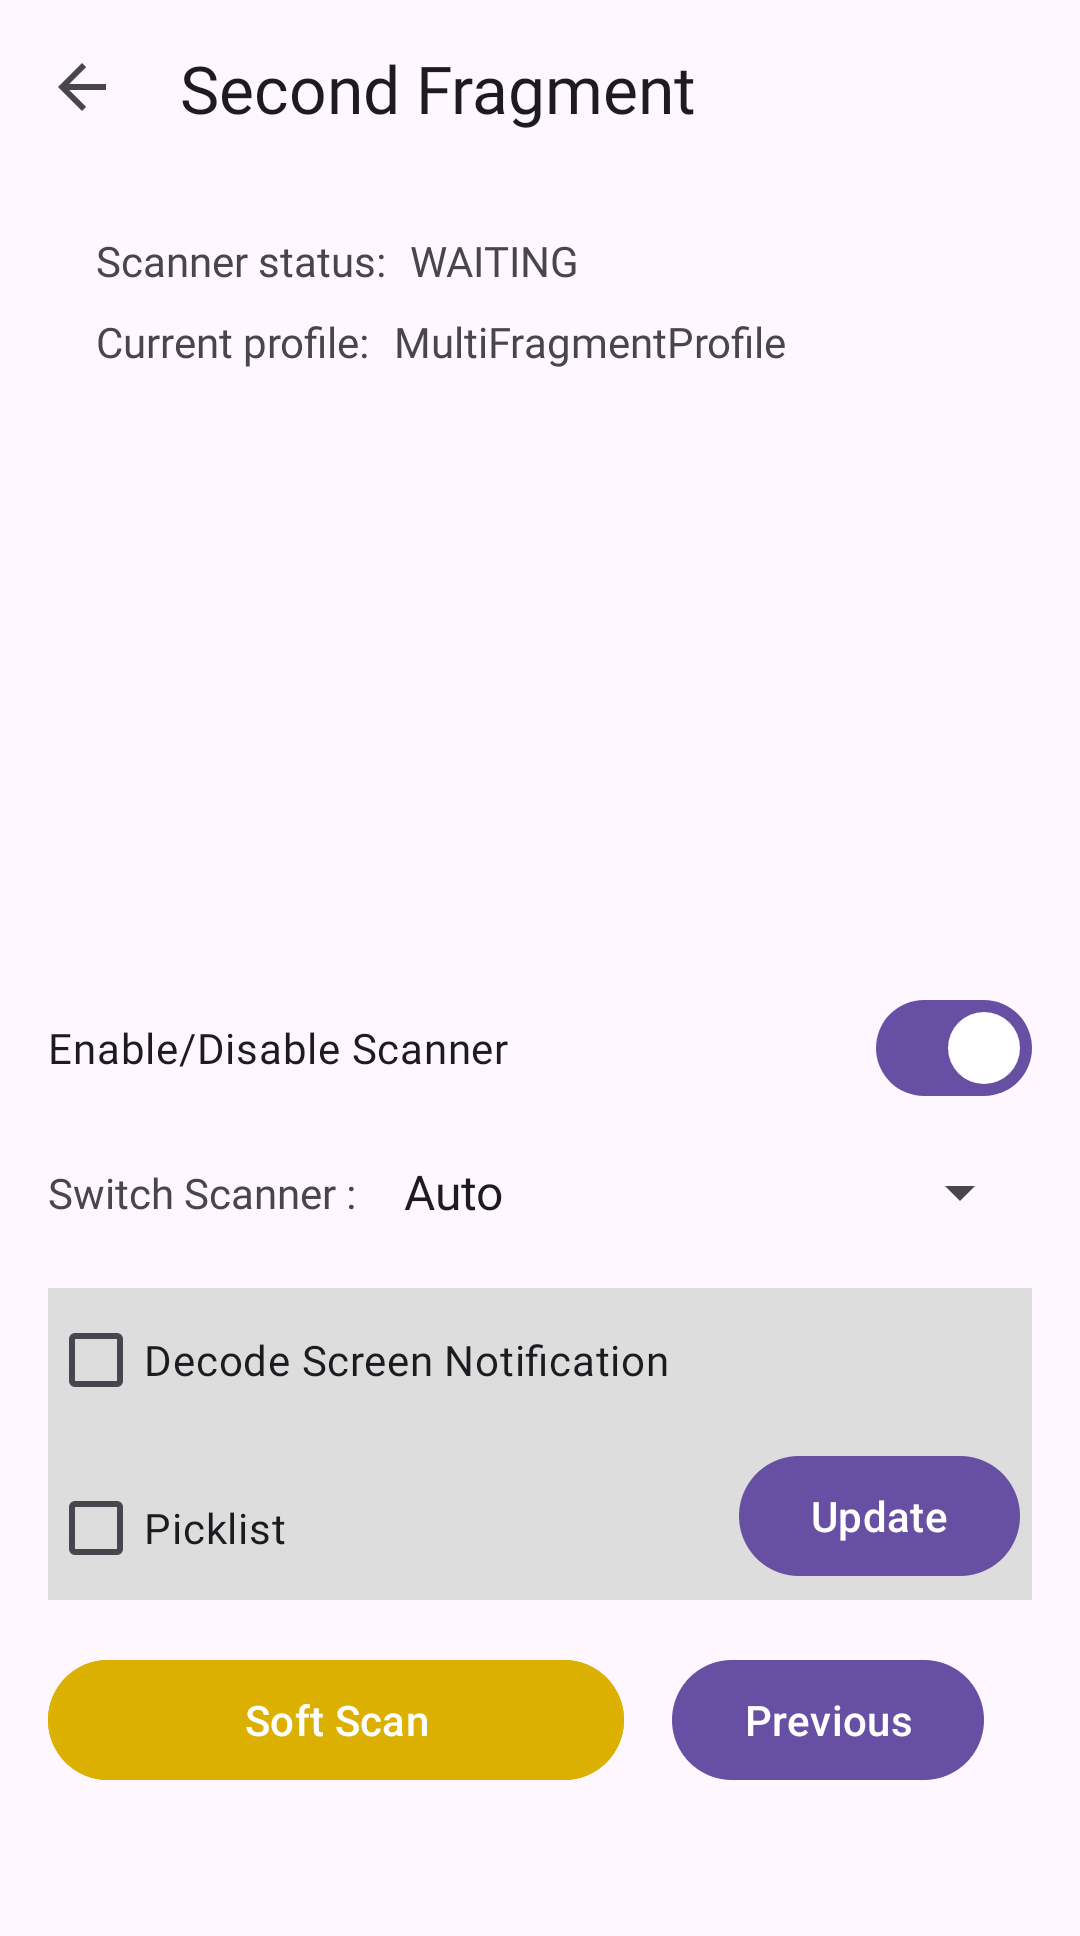 Second Fragment
Scanner status: WAITING
Current profile: MultiFragmentProfile
Enable/Disable Scanner
Switch Scanner : Auto
Decode Screen Notification
Picklist
Update
Soft Scan
Previous